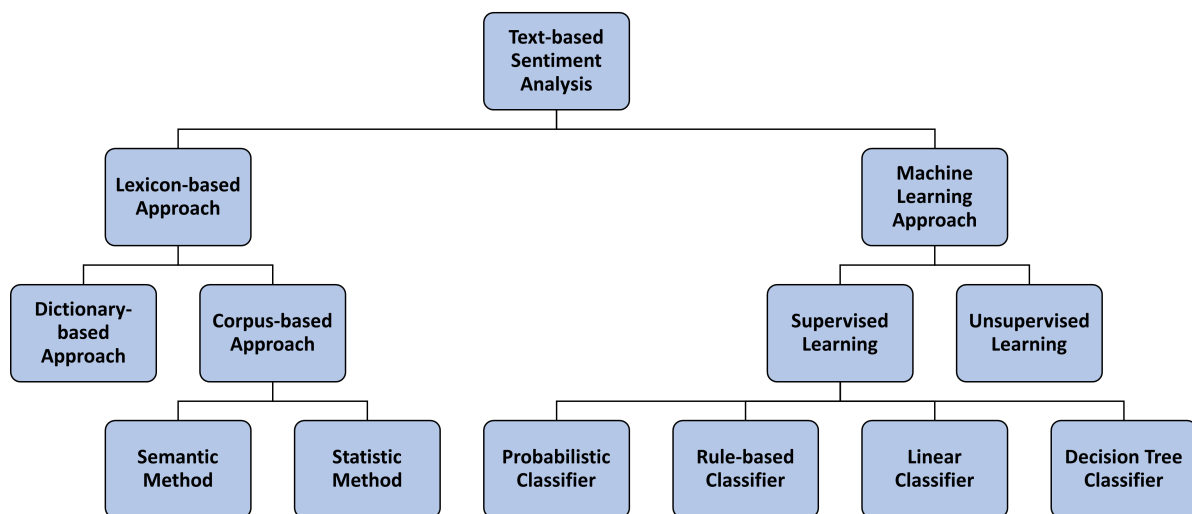 Text-based
Sentiment
Analysis
Lexicon-based
Approach
Machine
Learning
Approach
Dictionary-
based
Approach
Corpus-based
Approach
Supervised
Learning
Unsupervised
Learning
Semantic
Method
Statistic
Method
Probabilistic
Classifier
Rule-based
Classifier
Linear
Classifier
Decision Tree
Classifier